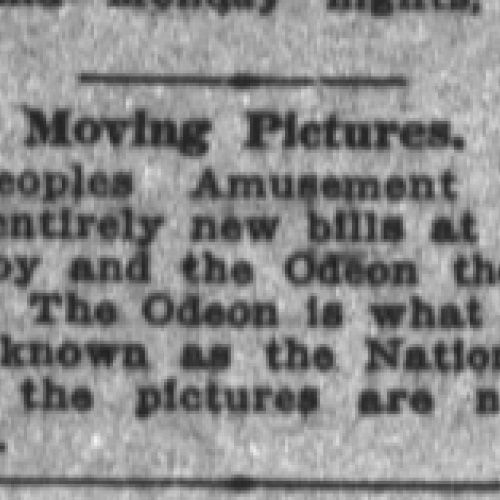 Monday nights,
Moving Pictures.
eoples Amusement
entirely new bills at
oy and the Odeon the
The Odeon is what
known as the Nation
the pictures are n
.